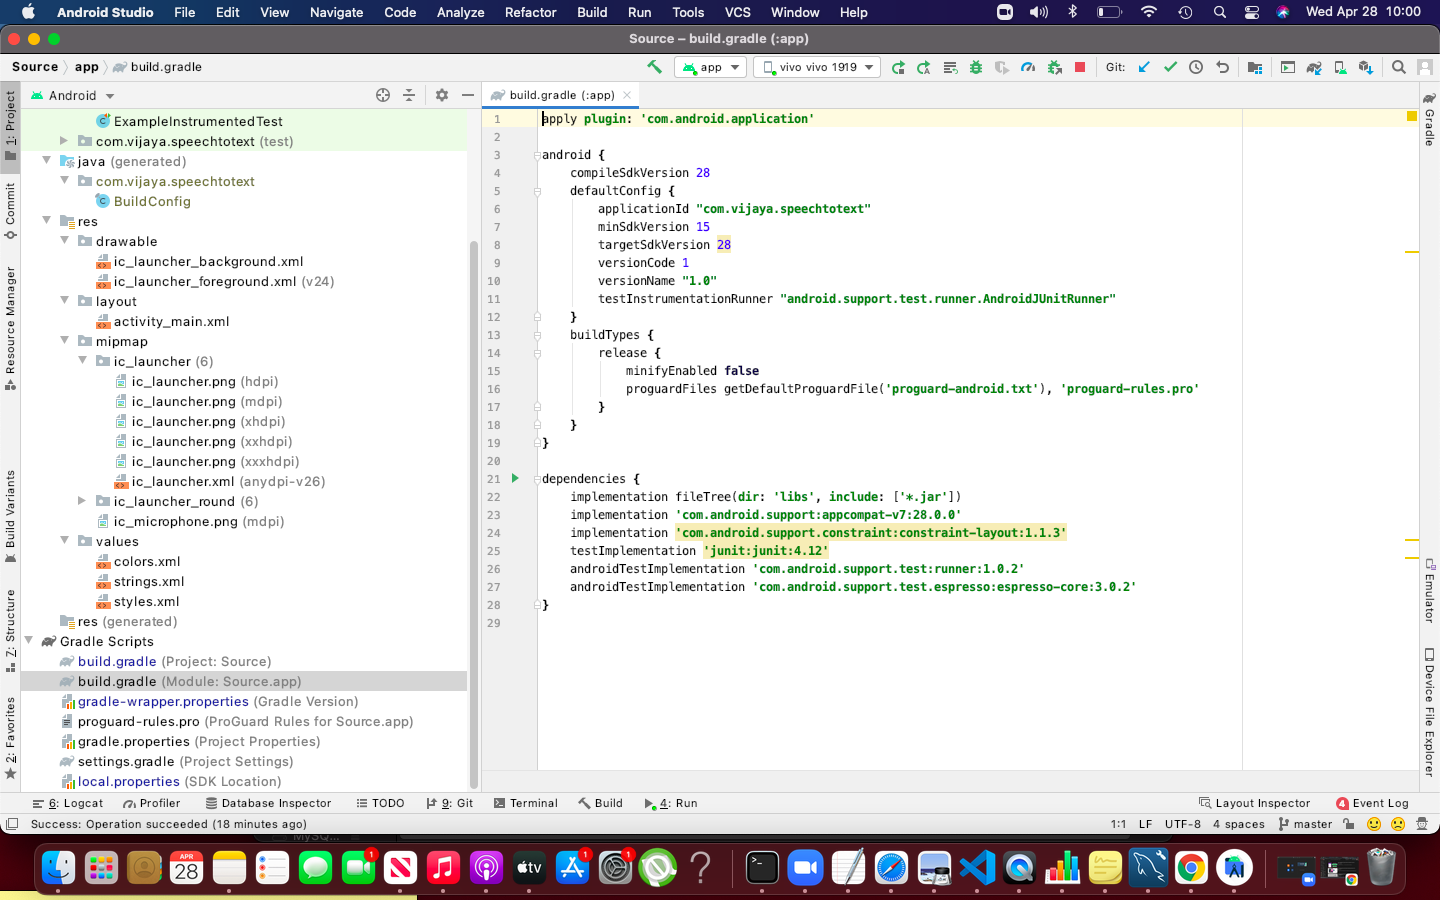 Android Studio File Edit View Navigate Code Analyze Refactor Build Run Tools VCS Window Help Wed Apr 28 10:00
Source – build.gradle (:app)
Source app build.gradle app vivo vivo 1919 Git:
Android build.gradle (:app)
1: Project
Commit
Resource Manager
Build Variants
7: Structure
2: Favorites
ExampleInstrumentedTest
com.vijaya.speechtotext (test)
java (generated)
com.vijaya.speechtotext
BuildConfig
res
drawable
ic_launcher_background.xml
ic_launcher_foreground.xml (v24)
layout
activity_main.xml
mipmap
ic_launcher (6)
ic_launcher.png (hdpi)
ic_launcher.png (mdpi)
ic_launcher.png (xhdpi)
ic_launcher.png (xxhdpi)
ic_launcher.png (xxxhdpi)
ic_launcher.xml (anydpi-v26)
ic_launcher_round (6)
ic_microphone.png (mdpi)
values
colors.xml
strings.xml
styles.xml
res (generated)
Gradle Scripts
build.gradle (Project: Source)
build.gradle (Module: Source.app)
gradle-wrapper.properties (Gradle Version)
proguard-rules.pro (ProGuard Rules for Source.app)
gradle.properties (Project Properties)
settings.gradle (Project Settings)
local.properties (SDK Location)
1 apply plugin: 'com.android.application'
2
3 android {
4 compileSdkVersion 28
5 defaultConfig {
6 applicationId "com.vijaya.speechtotext"
7 minSdkVersion 15
8 targetSdkVersion 28
9 versionCode 1
10 versionName "1.0"
11 testInstrumentationRunner "android.support.test.runner.AndroidJUnitRunner"
12 }
13 buildTypes {
14 release {
15 minifyEnabled false
16 proguardFiles getDefaultProguardFile('proguard-android.txt'), 'proguard-rules.pro'
17 }
18 }
19 }
20
21 dependencies {
22 implementation fileTree(dir: 'libs', include: ['*.jar'])
23 implementation 'com.android.support:appcompat-v7:28.0.0'
24 implementation 'com.android.support.constraint:constraint-layout:1.1.3'
25 testImplementation 'junit:junit:4.12'
26 androidTestImplementation 'com.android.support.test:runner:1.0.2'
27 androidTestImplementation 'com.android.support.test.espresso:espresso-core:3.0.2'
28 }
29
Gradle
Emulator
Device File Explorer
6: Logcat Profiler Database Inspector TODO 9: Git Terminal Build 4: Run Layout Inspector 4 Event Log
Success: Operation succeeded (18 minutes ago) 1:1 LF UTF-8 4 spaces master
APR
28
1
tv
1
1